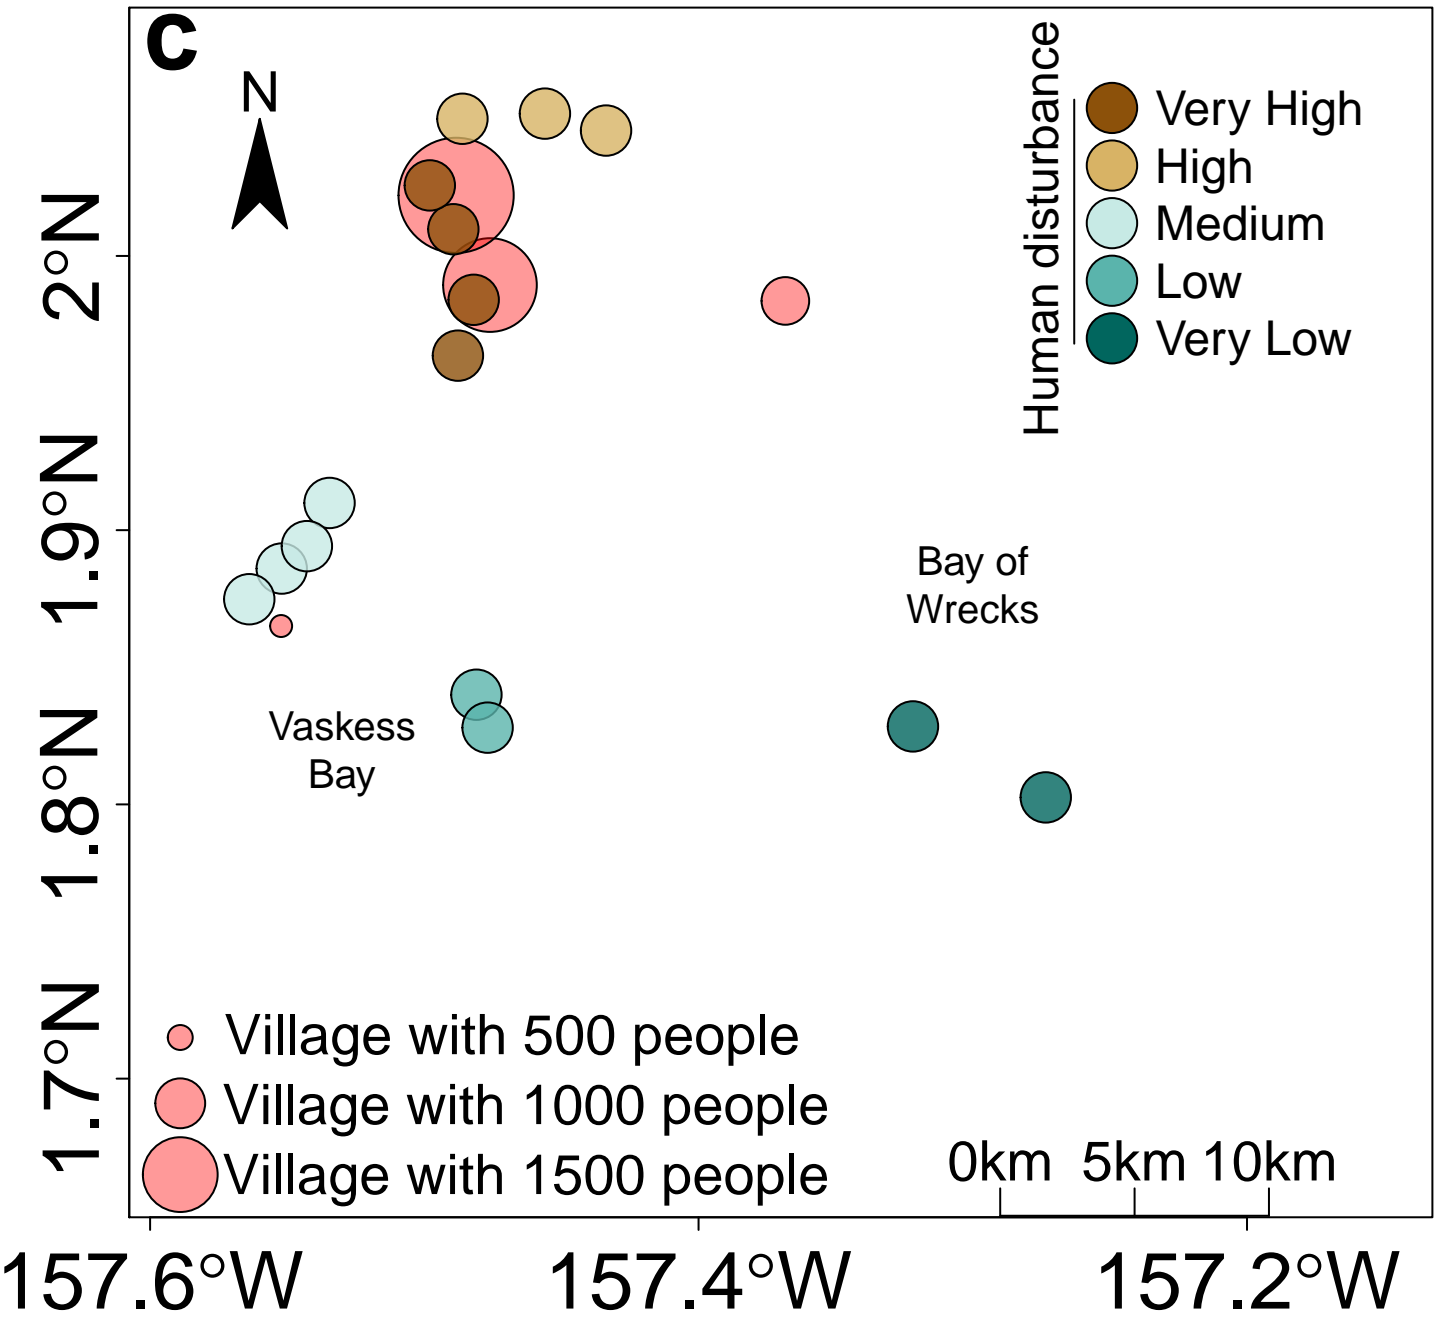 c
N
Human disturbance
Very High
High
Medium
Low
Very Low
2°N
1.9°N
1.8°N
1.7°N
Bay of
Wrecks
Vaskess
Bay
Village with 500 people
Village with 1000 people
Village with 1500 people
0km 5km 10km
157.6°W 157.4°W 157.2°W